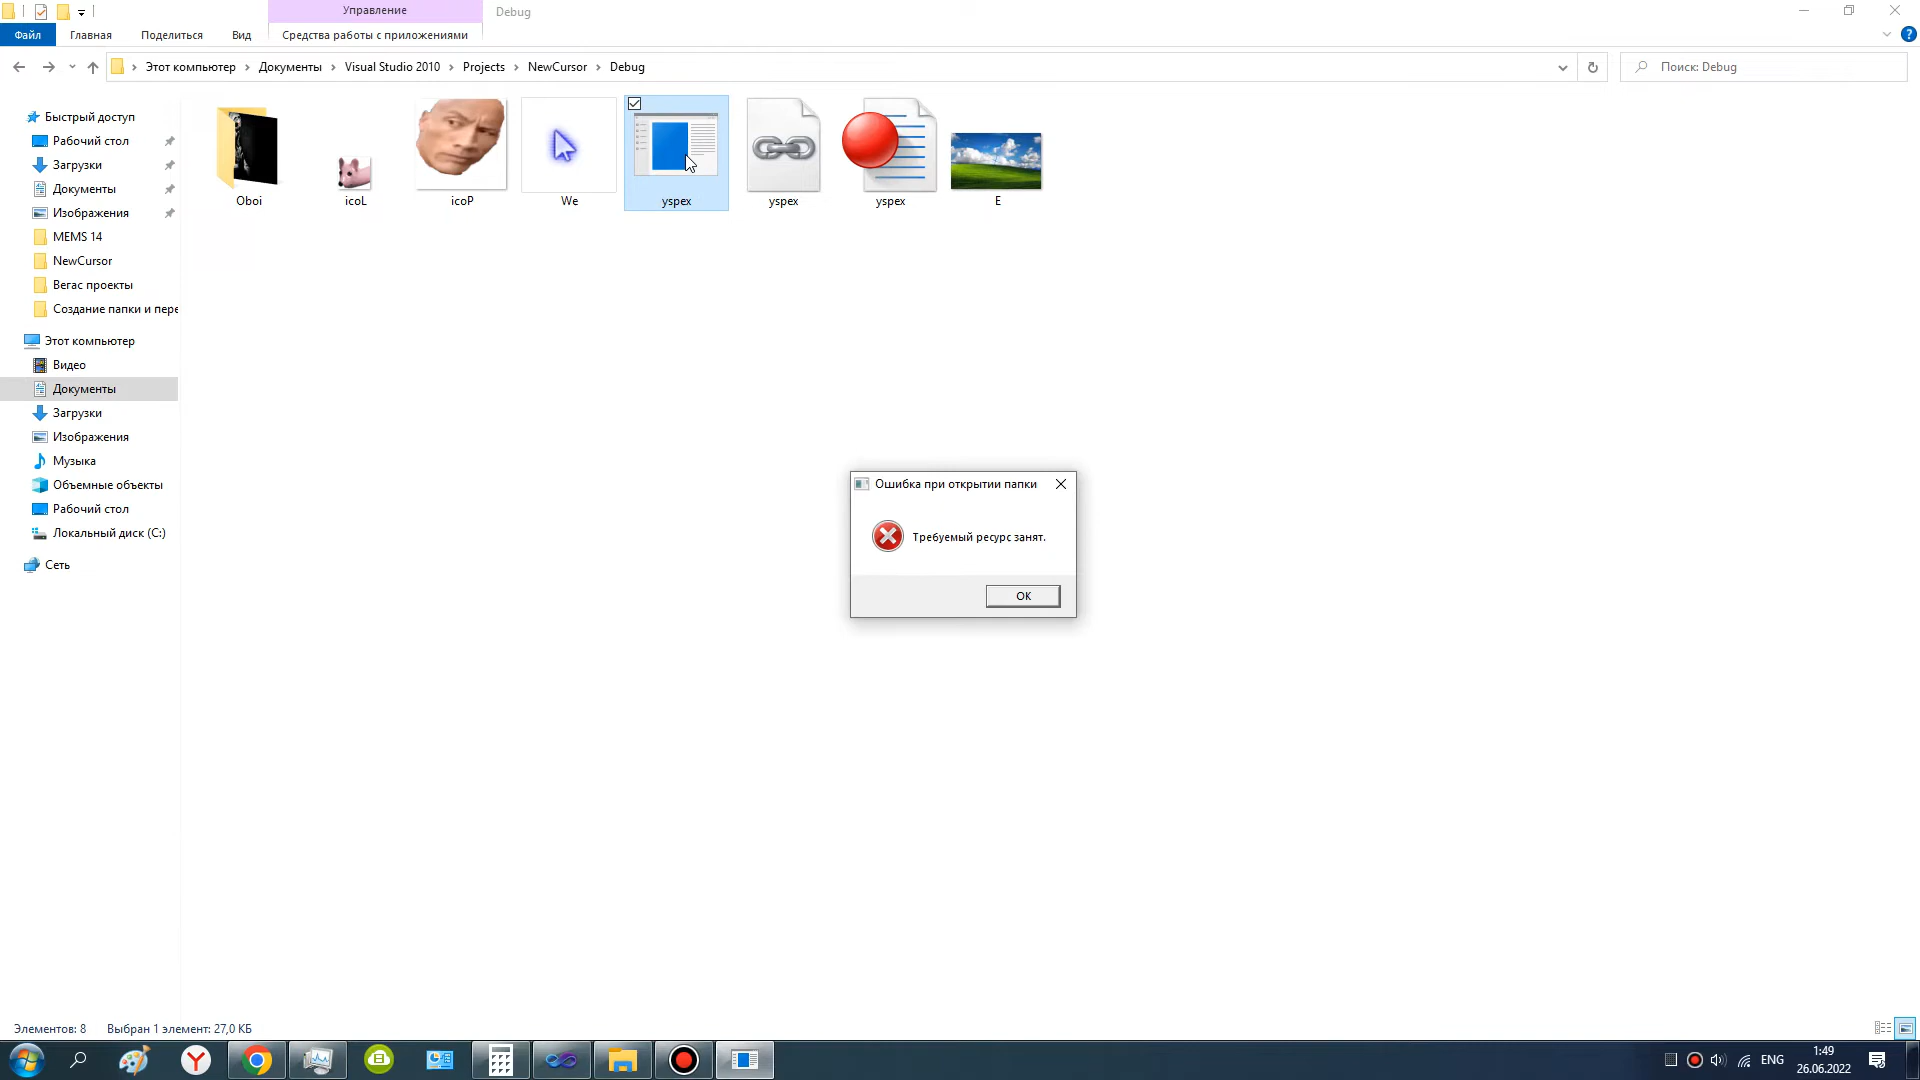 Управление
Debug
Файл
Главная
Поделиться
Вид
Средства работы с приложениями
Этот компьютер
Документы
Visual Studio 2010
Projects
NewCursor
Debug
Поиск: Debug
Быстрый доступ
Рабочий стол
Загрузки
Документы
Изображения
MEMS 14
NewCursor
Вегас проекты
Создание папки и пере
Этот компьютер
Видео
Документы
Загрузки
Изображения
Музыка
Объемные объекты
Рабочий стол
Локальный диск (C:)
Сеть
Oboi
icoL
icoP
We
yspex
yspex
yspex
E
Ошибка при открытии папки
Требуемый ресурс занят.
OK
Элементов: 8
Выбран 1 элемент: 27,0 КБ
ENG
1:49
26.06.2022